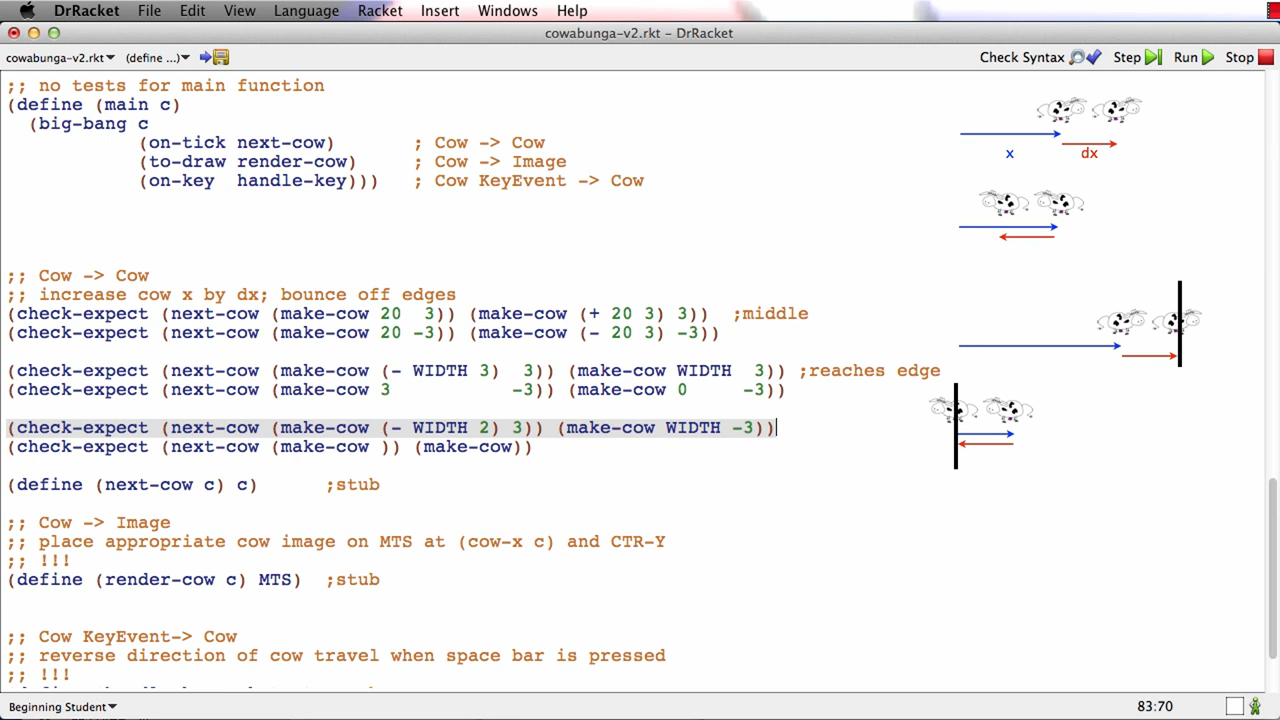 DrRacket File Edit View Language Racket Insert Windows Help
cowabunga-v2.rkt - DrRacket
cowabunga-v2.rkt (define ...) Check Syntax Step Run Stop
;; no tests for main function
(define (main c)
(big-bang c
(on-tick next-cow) ; Cow -> Cow
(to-draw render-cow) ; Cow -> Image
(on-key handle-key))) ; Cow KeyEvent -> Cow
x dx
;; Cow -> Cow
;; increase cow x by dx; bounce off edges
(check-expect (next-cow (make-cow 20 3)) (make-cow (+ 20 3) 3)) ;middle
(check-expect (next-cow (make-cow 20 -3)) (make-cow (- 20 3) -3))
(check-expect (next-cow (make-cow (- WIDTH 3) 3)) (make-cow WIDTH 3)) ;reaches edge
(check-expect (next-cow (make-cow 3 -3)) (make-cow 0 -3))
(check-expect (next-cow (make-cow (- WIDTH 2) 3)) (make-cow WIDTH -3))
(check-expect (next-cow (make-cow )) (make-cow))
(define (next-cow c) c) ;stub
;; Cow -> Image
;; place appropriate cow image on MTS at (cow-x c) and CTR-Y
;; !!!
(define (render-cow c) MTS) ;stub
;; Cow KeyEvent-> Cow
;; reverse direction of cow travel when space bar is pressed
;; !!!
Beginning Student 83:70